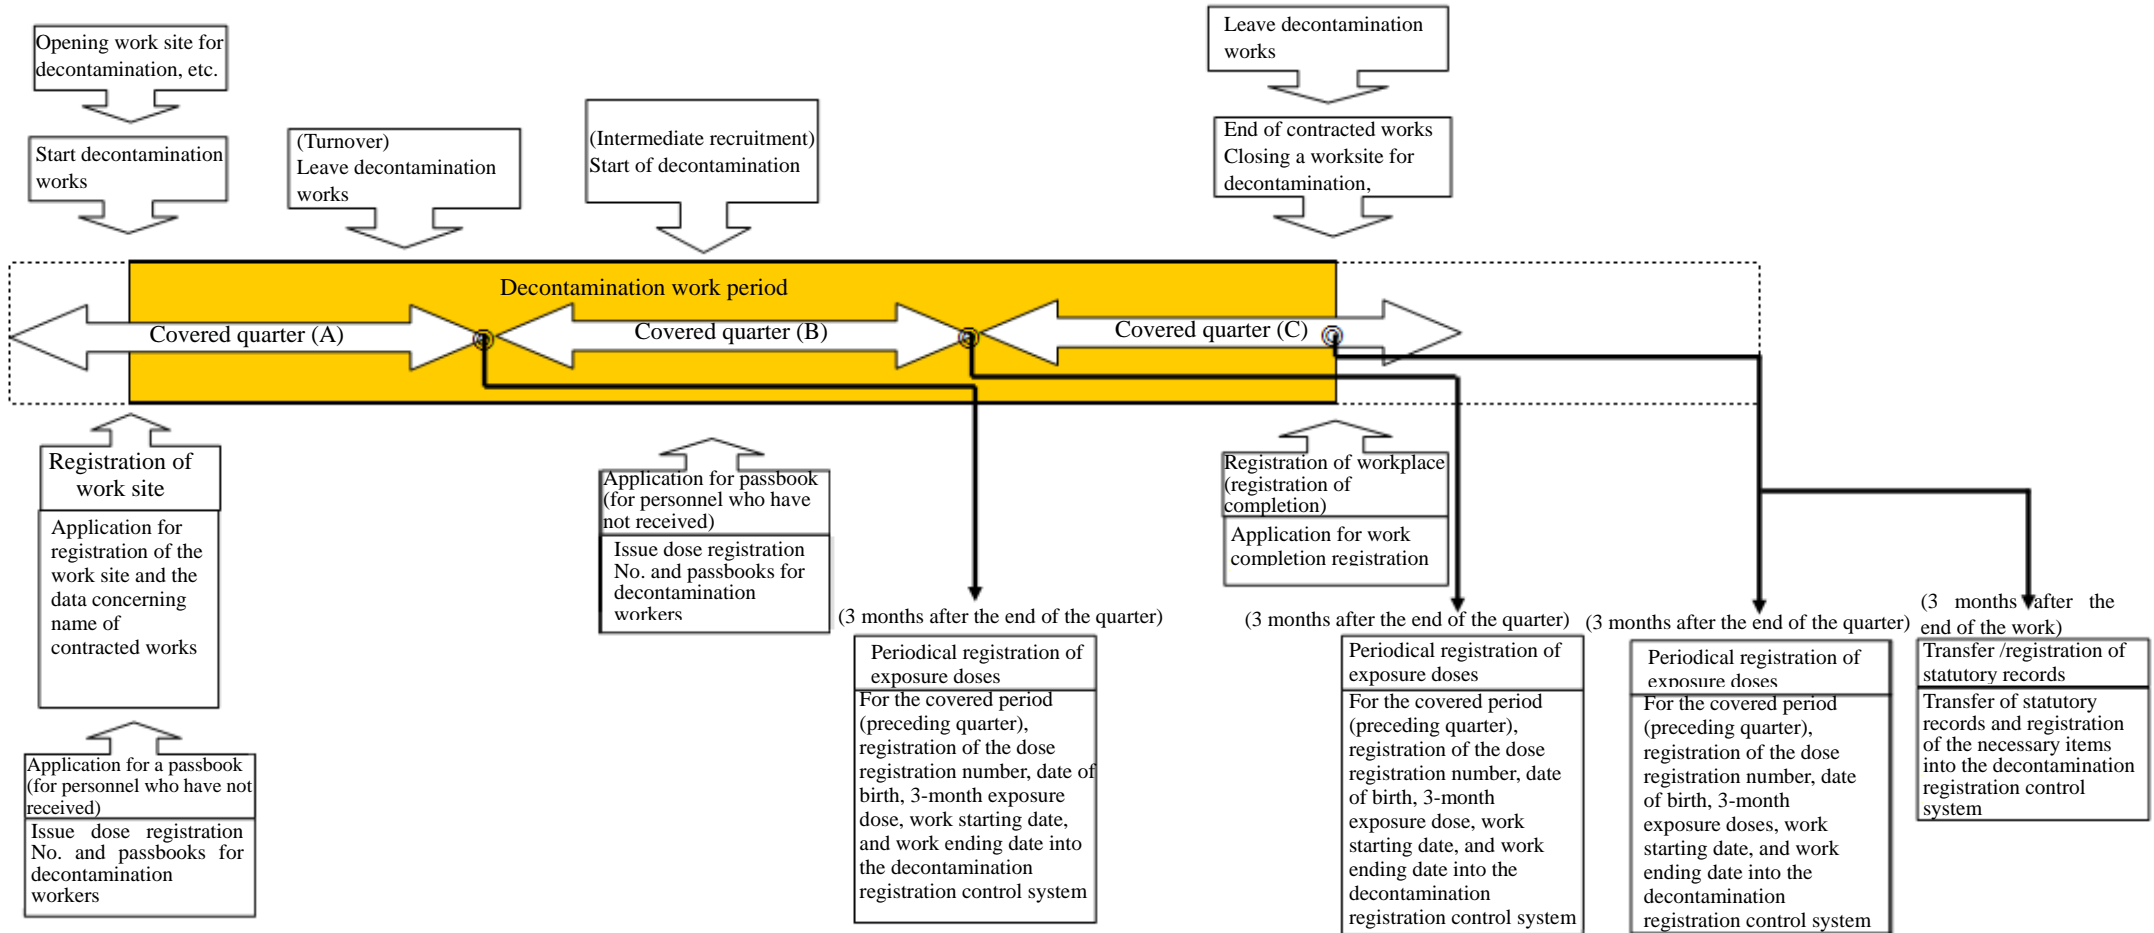 Opening work site for
decontamination, etc.
Start decontamination
works
(Turnover)
Leave decontamination
works
(Intermediate recruitment)
Start of decontamination
Leave decontamination
works
End of contracted works
Closing a worksite for
decontamination,
Decontamination work period
Covered quarter (A)
Covered quarter (B)
Covered quarter (C)
Registration of
work site
Application for
registration of the
work site and the
data concerning
name of
contracted works
Application for a passbook
(for personnel who have not
received)
Issue dose registration
No. and passbooks for
decontamination
workers
Application for passbook
(for personnel who have
not received)
Issue dose registration
No. and passbooks for
decontamination
workers
Registration of workplace
(registration of
completion)
Application for work
completion registration
(3 months after the end of the quarter)
Periodical registration of
exposure doses
For the covered period
(preceding quarter),
registration of the dose
registration number, date of
birth, 3-month exposure
dose, work starting date,
and work ending date into
the decontamination
registration control system
(3 months after the end of the quarter)
Periodical registration of
exposure doses
For the covered period
(preceding quarter),
registration of the dose
registration number, date
of birth, 3-month
exposure dose, work
starting date, and work
ending date into the
decontamination
registration control system
(3 months after the end of the quarter)
Periodical registration of
exposure doses
For the covered period
(preceding quarter),
registration of the dose
registration number, date
of birth, 3-month
exposure doses, work
starting date, and work
ending date into the
decontamination
registration control system
(3 months after the
end of the work)
Transfer /registration of
statutory records
Transfer of statutory
records and registration
of the necessary items
into the decontamination
registration control
system